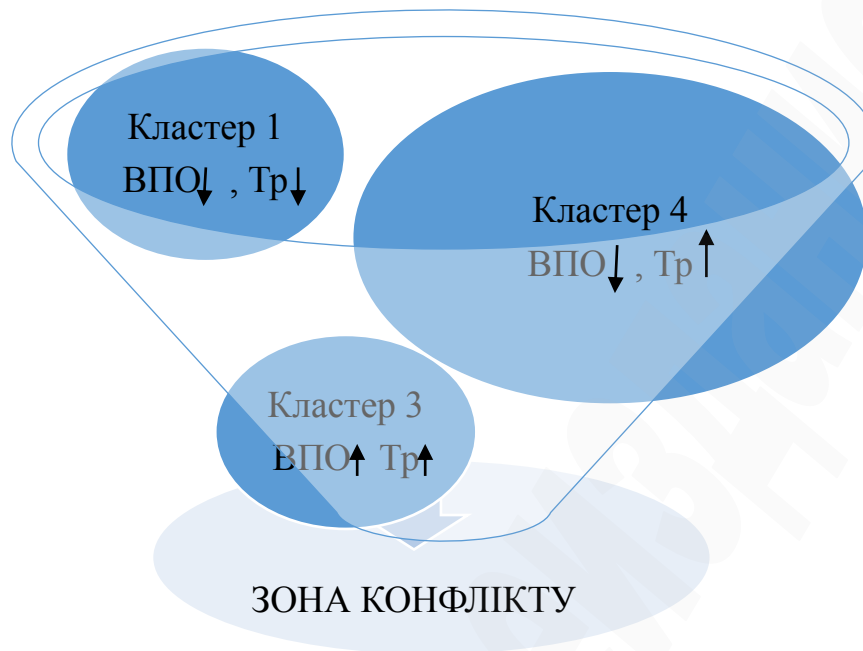 Кластер 1
ВПО↓ , Тр↓
Кластер 4
ВПО↓ , Тр↑
Кластер 3
ВПО↑ Тр↑
ЗОНА КОНФЛІКТУ